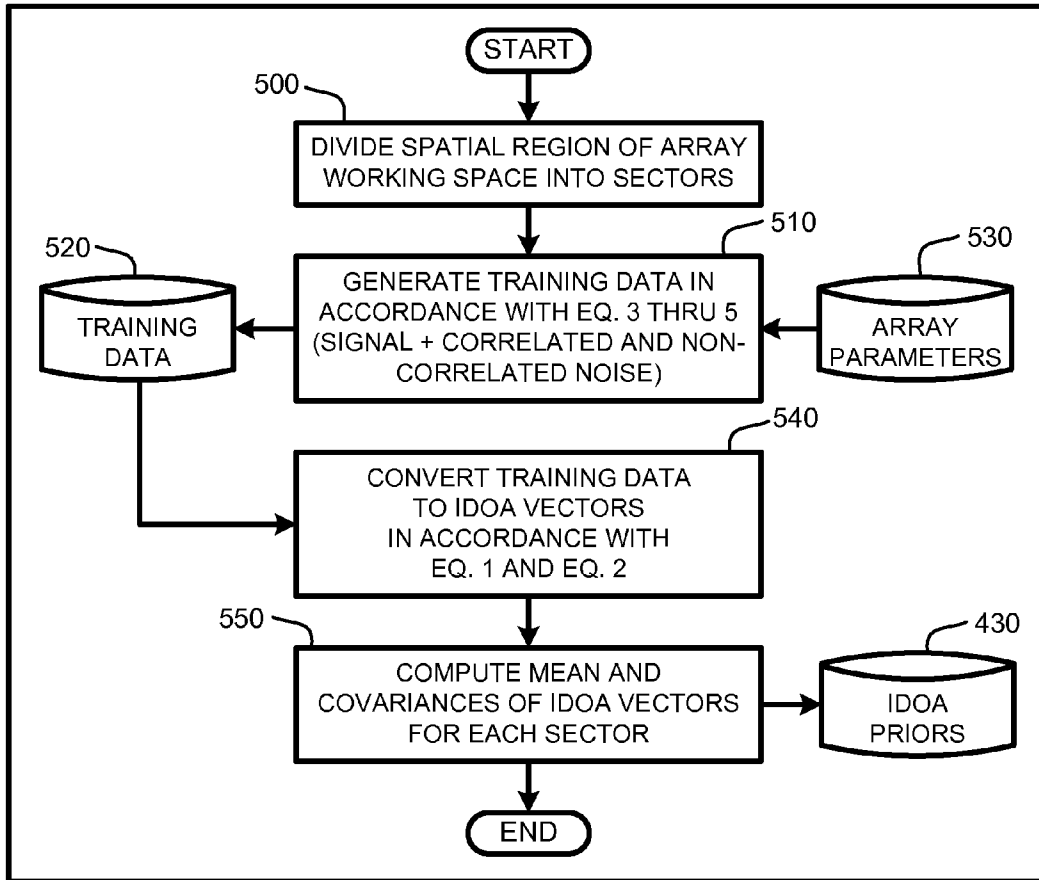 START
500
DIVIDE SPATIAL REGION OF ARRAY
WORKING SPACE INTO SECTORS
510
520
530
GENERATE TRAINING DATA IN
ACCORDANCE WITH EQ. 3 THRU 5
(SIGNAL + CORRELATED AND NON-
CORRELATED NOISE)
TRAINING
DATA
ARRAY
PARAMETERS
540
CONVERT TRAINING DATA
TO IDOA VECTORS
IN ACCORDANCE WITH
EQ. 1 AND EQ. 2
550
430
COMPUTE MEAN AND
COVARIANCES OF IDOA VECTORS
FOR EACH SECTOR
IDOA
PRIORS
END